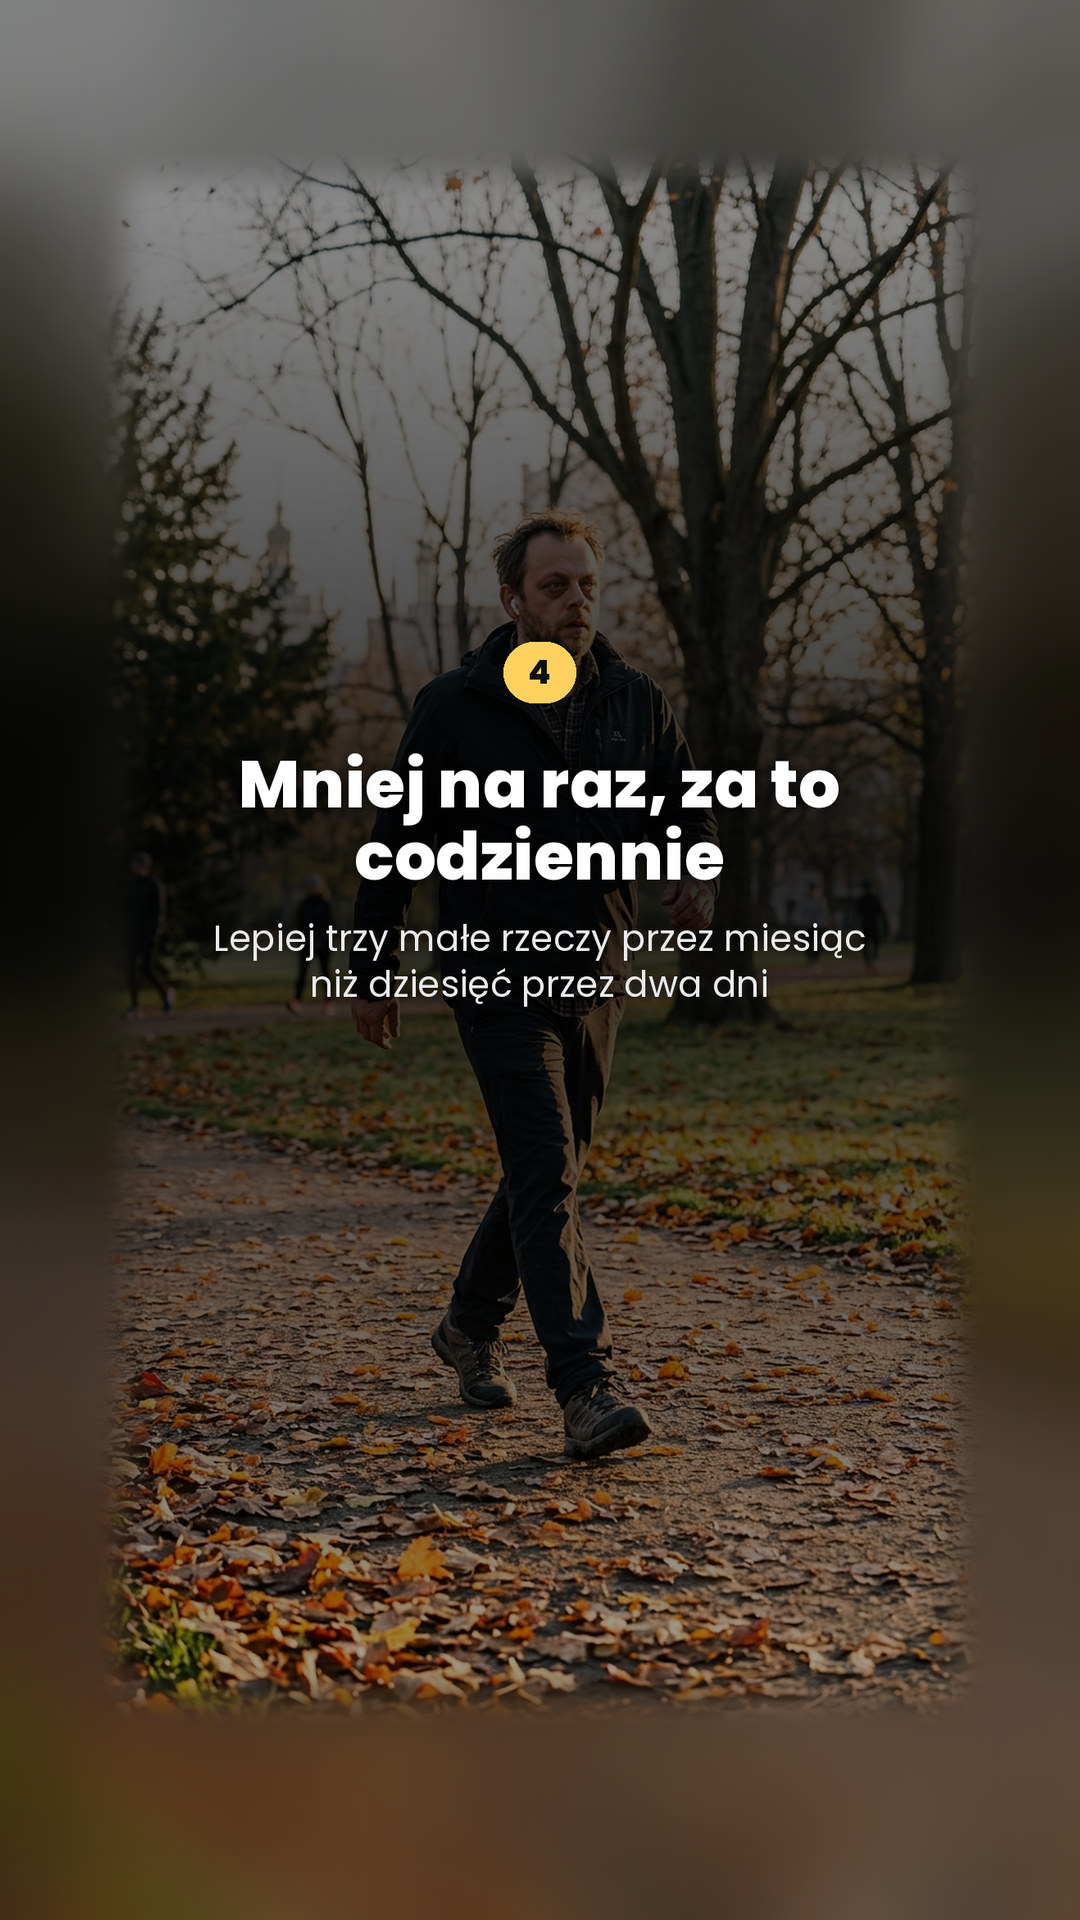 4
Mniej na raz, za to
codziennie
Lepiej trzy małe rzeczy przez miesiąc
niż dziesięć przez dwa dni